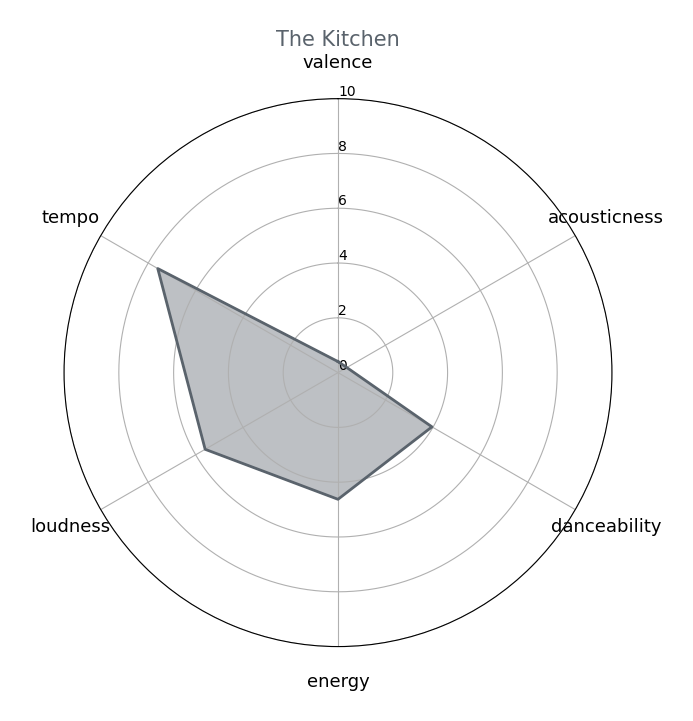 The Kitchen
valence
10
8
tempo
acousticness
6
4
2
0
loudness
danceability
energy